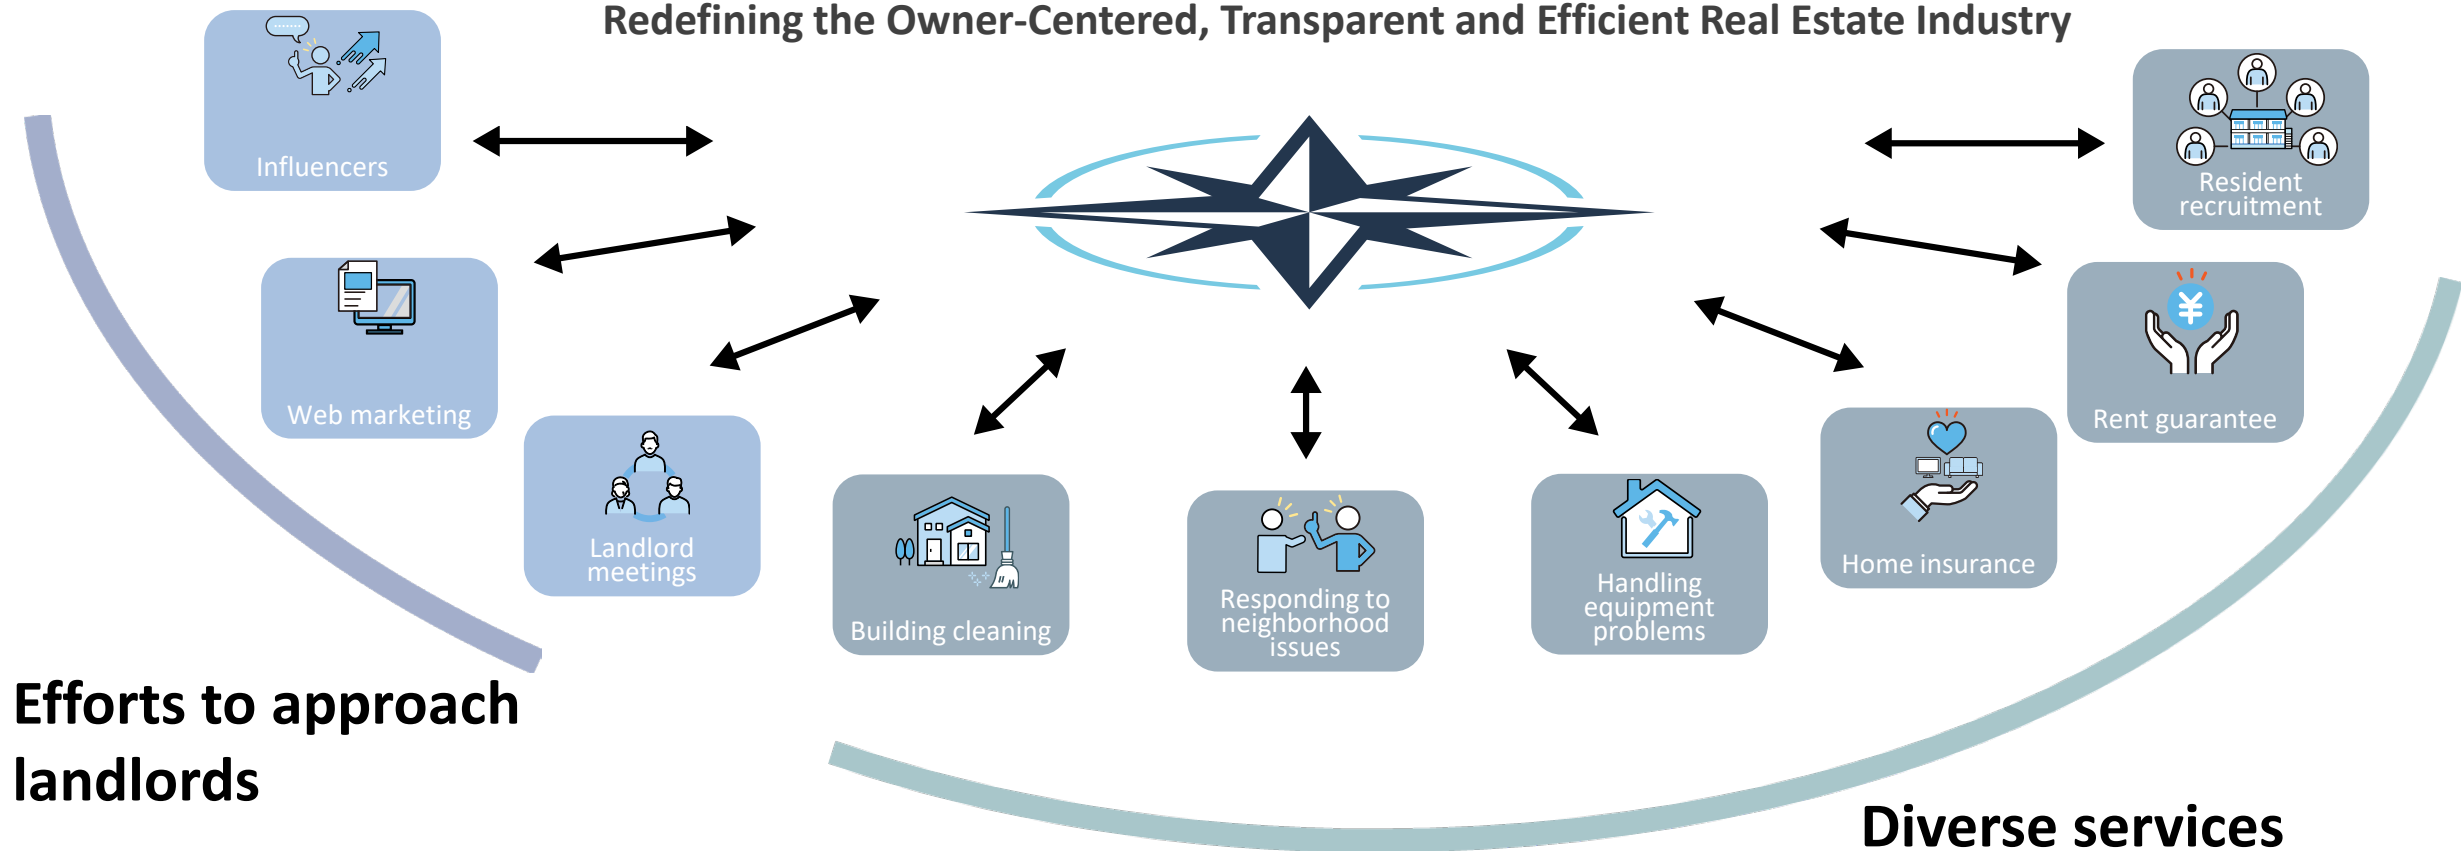 Redefining the Owner-Centered, Transparent and Efficient Real Estate Industry
Influencers
Web marketing
Landlord
meetings
Building cleaning
Responding to
neighborhood
issues
Handling
equipment
problems
Home insurance
¥
Rent guarantee
Resident
recruitment
Efforts to approach
landlords
Diverse services